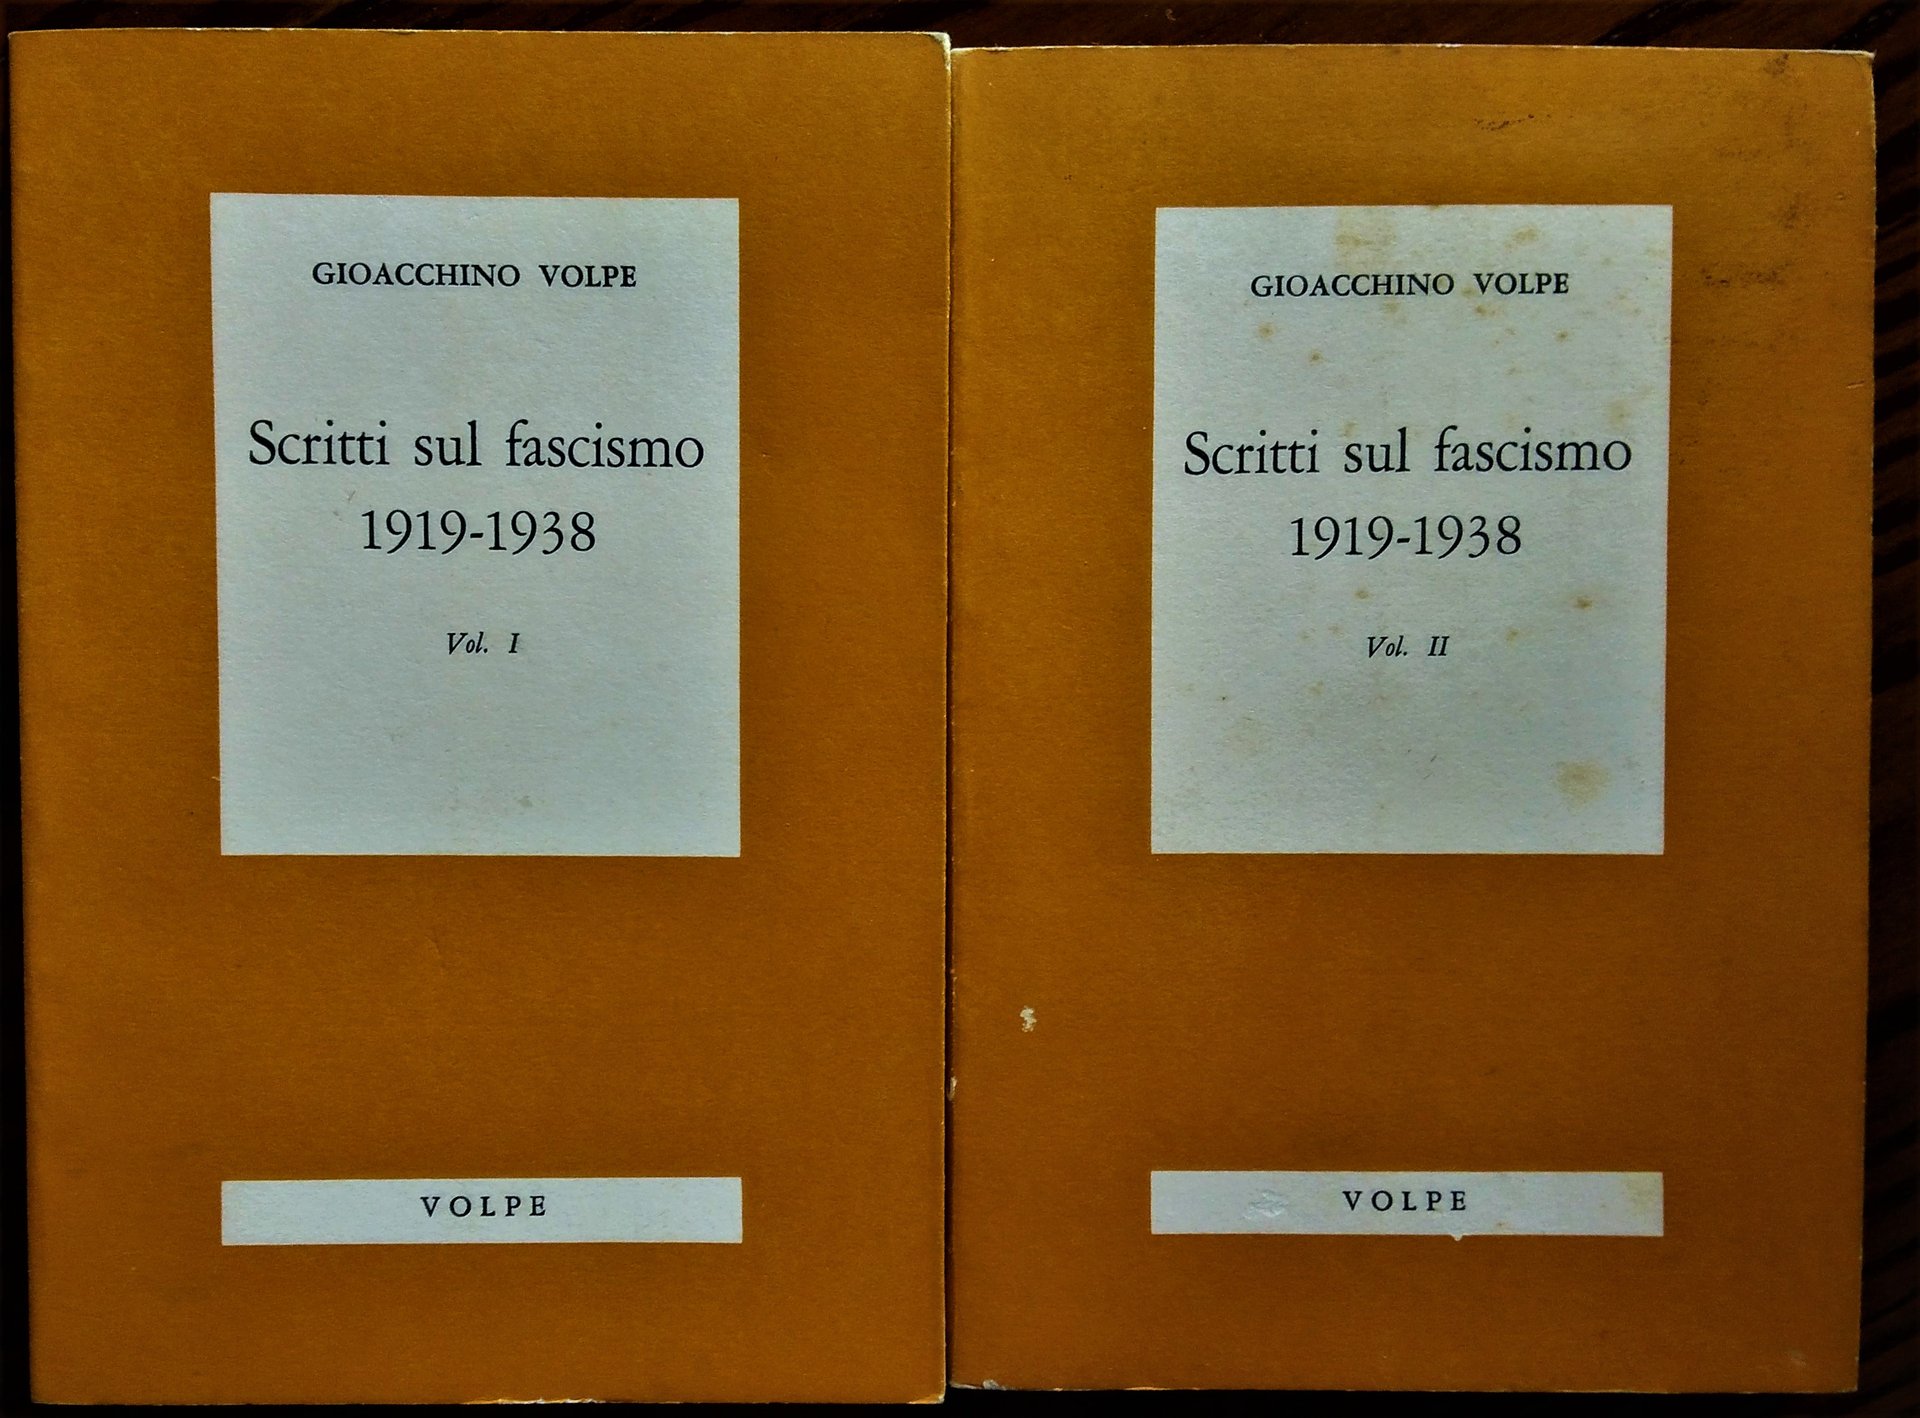 GIOACCHINO VOLPE
Scritti sul fascismo
1919-1938
Vol. I
VOLPE
GIOACCHINO VOLPE
Scritti sul fascismo
1919-1938
Vol. II
VOLPE